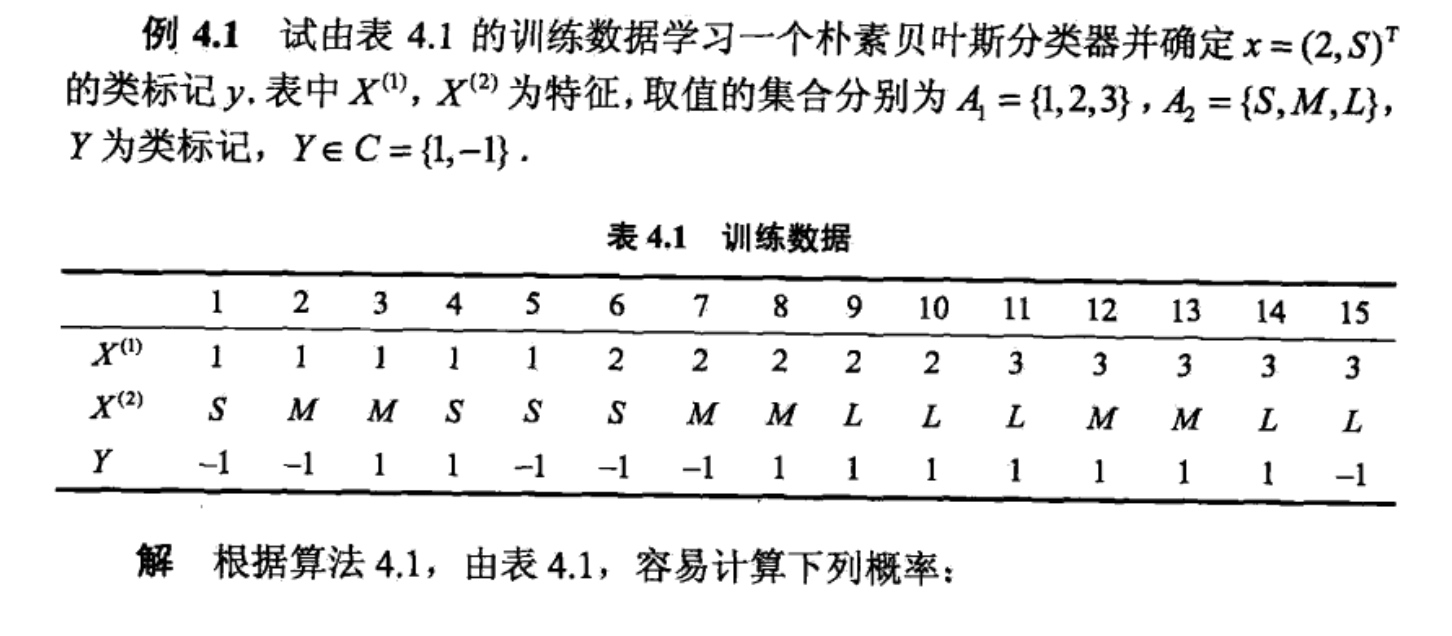 例 4.1 试由表 4.1 的训练数据学习一个朴素贝叶斯分类器并确定 x = (2, S)ᵀ
的类标记 y. 表中 X⁽¹⁾, X⁽²⁾ 为特征, 取值的集合分别为 A₁ = {1,2,3}, A₂ = {S,M,L},
Y 为类标记, Y∈C = {1,−1}.
表 4.1 训练数据
1 2 3 4 5 6 7 8 9 10 11 12 13 14 15
X⁽¹⁾ 1 1 1 1 1 2 2 2 2 2 3 3 3 3 3
X⁽²⁾ S M M S S S M M L L L M M L L
Y −1 −1 1 1 −1 −1 −1 1 1 1 1 1 1 1 −1
解 根据算法 4.1, 由表 4.1, 容易计算下列概率: